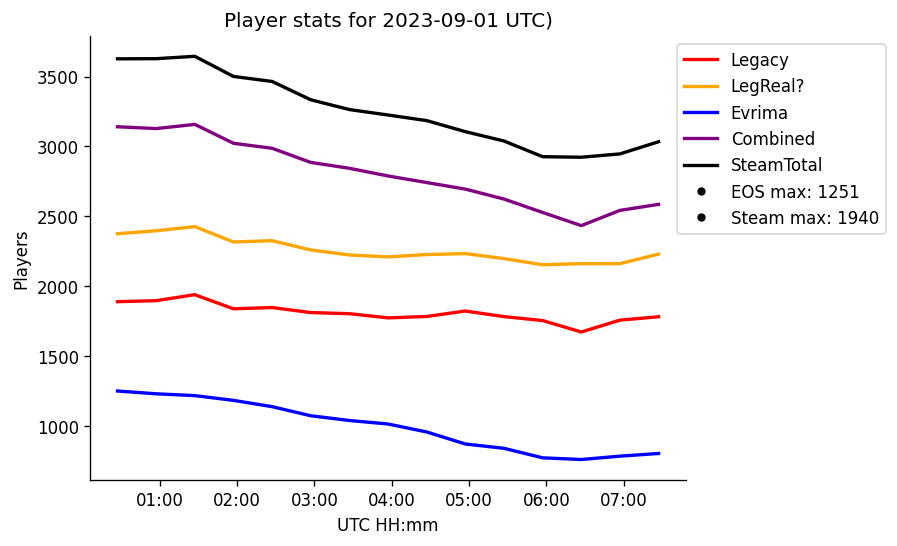 Player stats for 2023-09-01 UTC)
Players
3500
3000
2500
2000
1500
1000
01:00
02:00
03:00
04:00
05:00
06:00
07:00
UTC HH:mm
Legacy
LegReal?
Evrima
Combined
SteamTotal
EOS max: 1251
Steam max: 1940